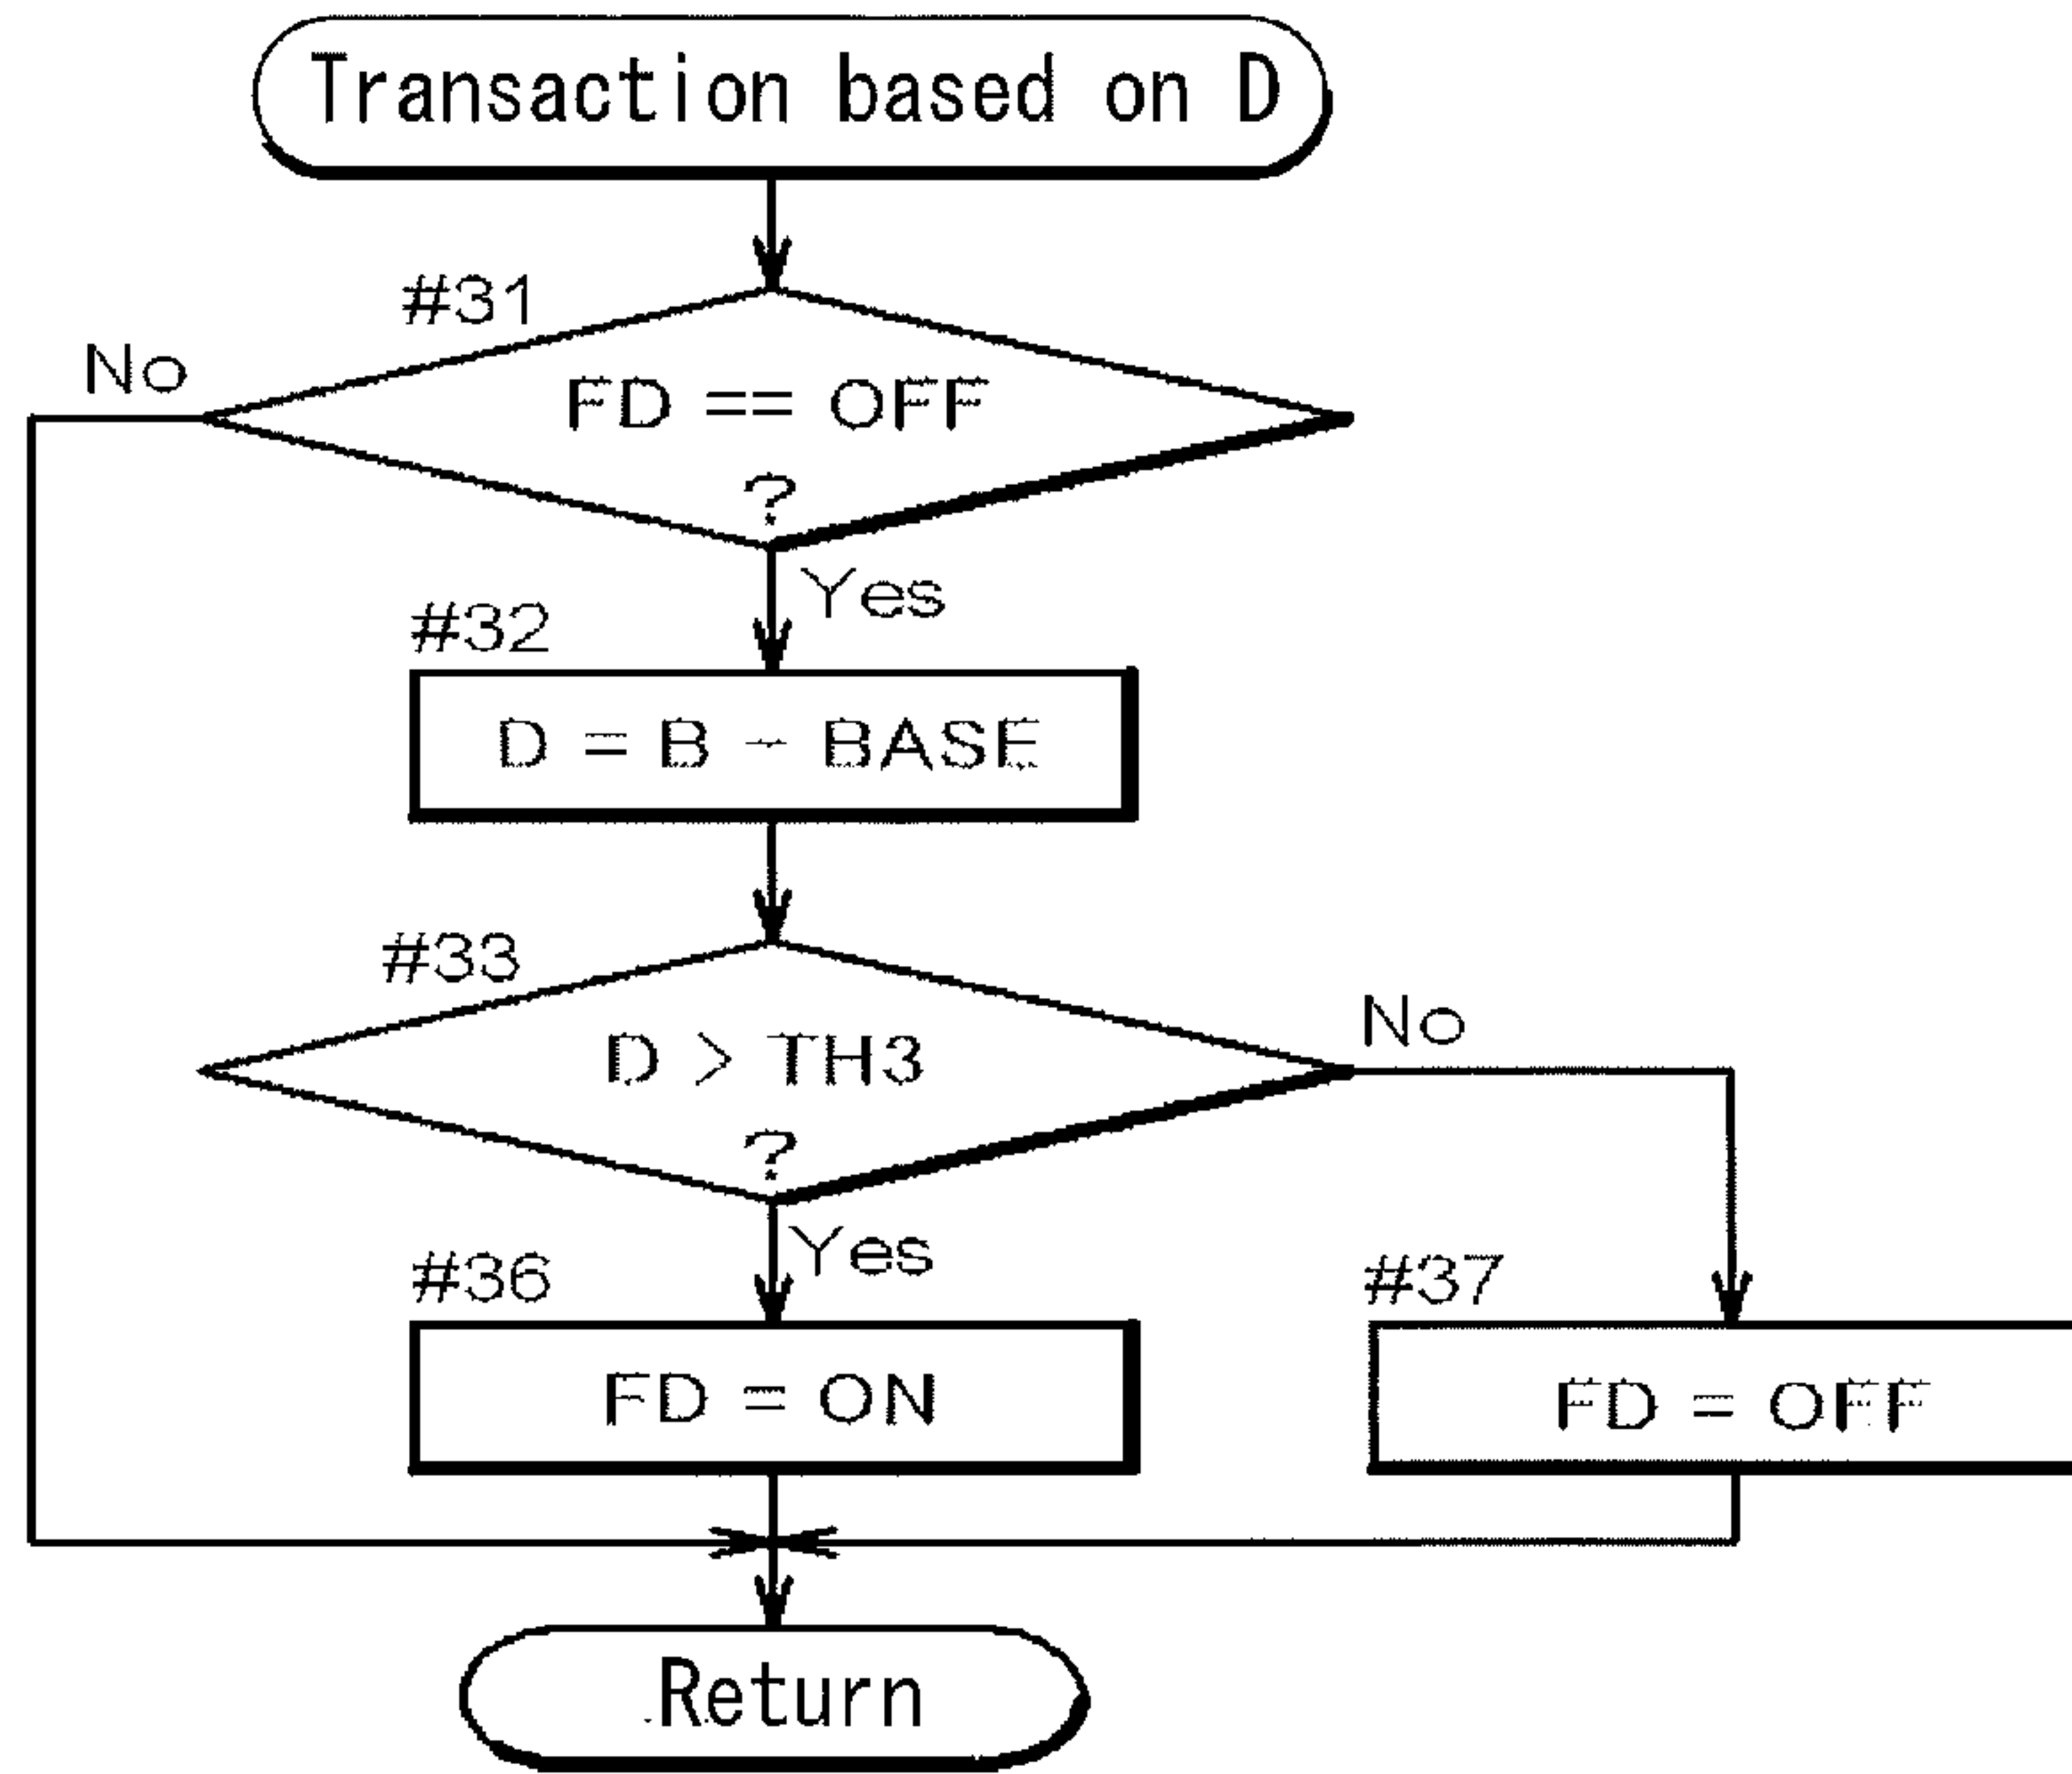 Transaction based on D
#31
No
FD == OFF
?
Yes
#32
D = B - BASE
#33
No
D > TH3
?
Yes
#36
#37
FD = ON
FD = OFF
Return